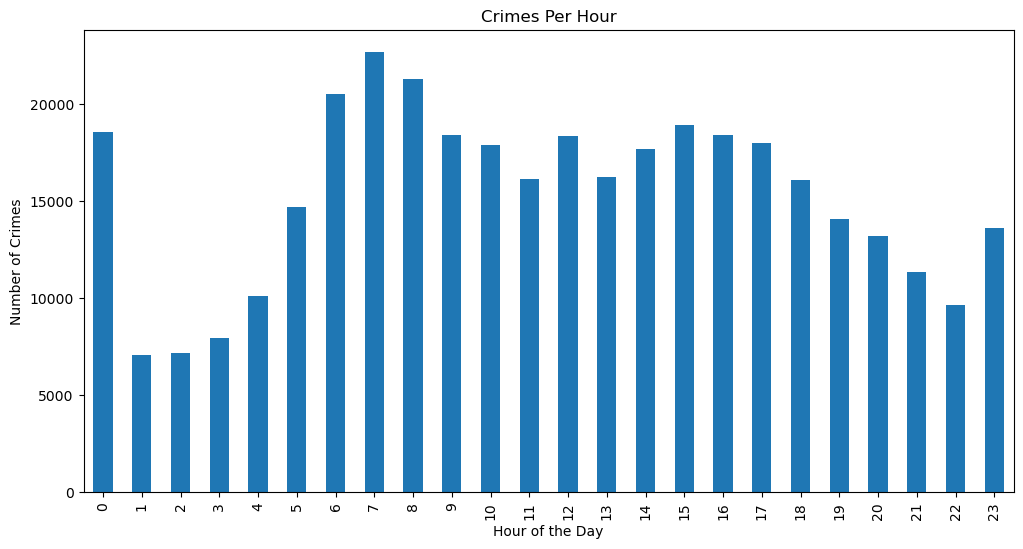 Crimes Per Hour
Number of Crimes
20000
15000
10000
5000
0
0 1 2 3 4 5 6 7 8 9 10 11 12 13 14 15 16 17 18 19 20 21 22 23
Hour of the Day